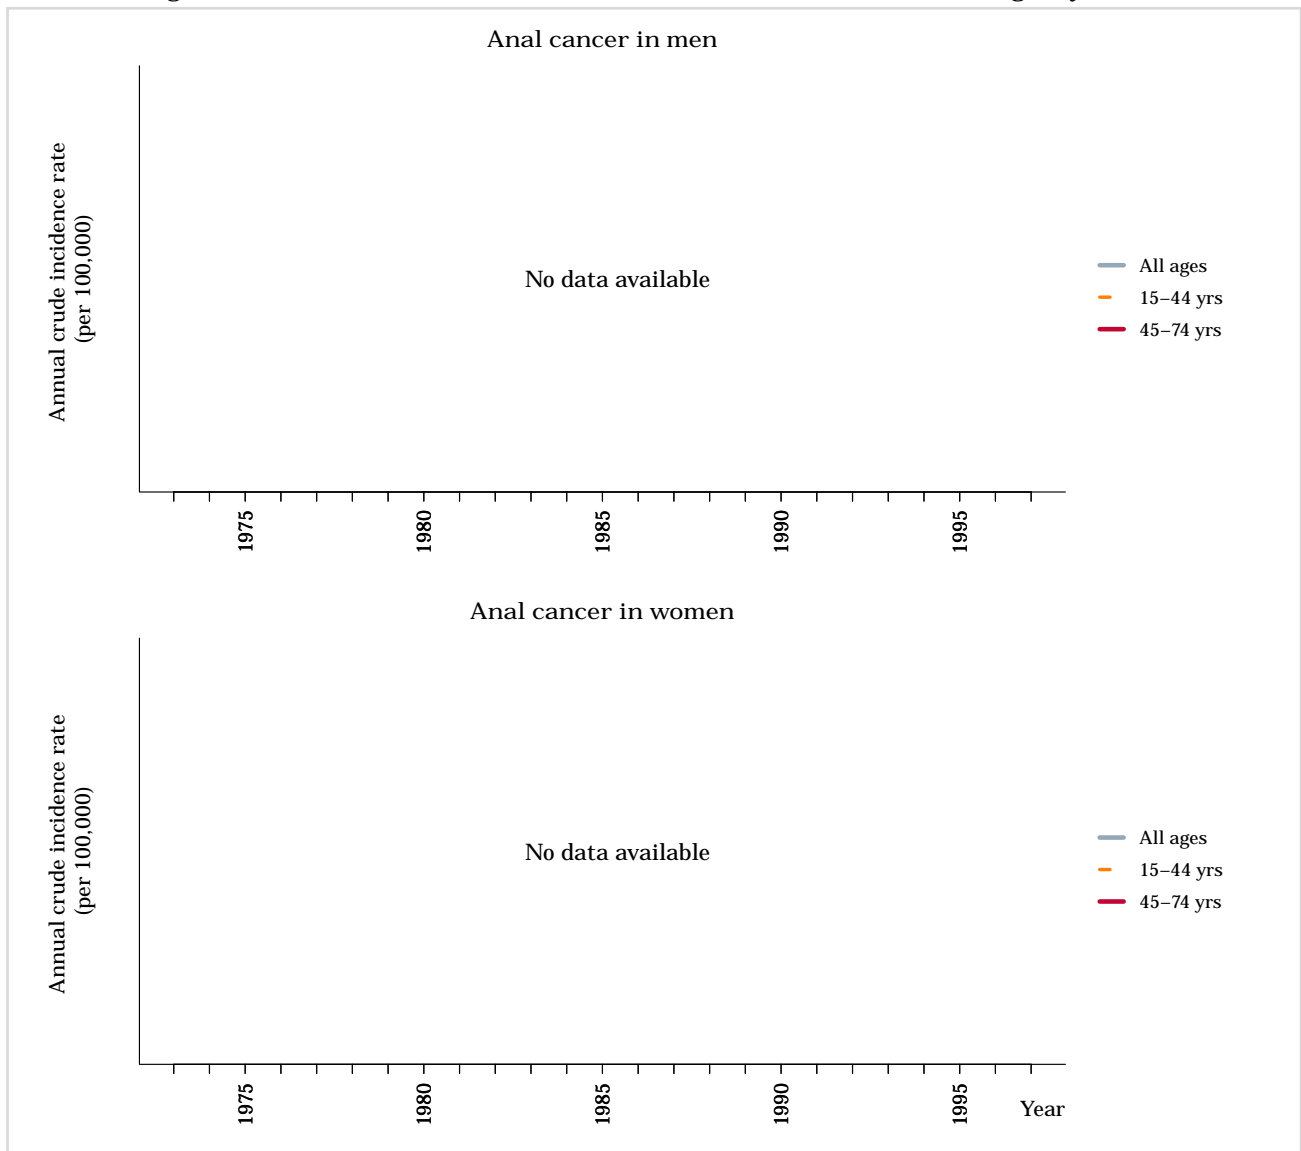 Anal cancer in men
Annual crude incidence rate
(per 100,000)
No data available
All ages
15–44 yrs
45–74 yrs
1975
1980
1985
1990
1995
Anal cancer in women
Annual crude incidence rate
(per 100,000)
No data available
All ages
15–44 yrs
45–74 yrs
1975
1980
1985
1990
1995
Year